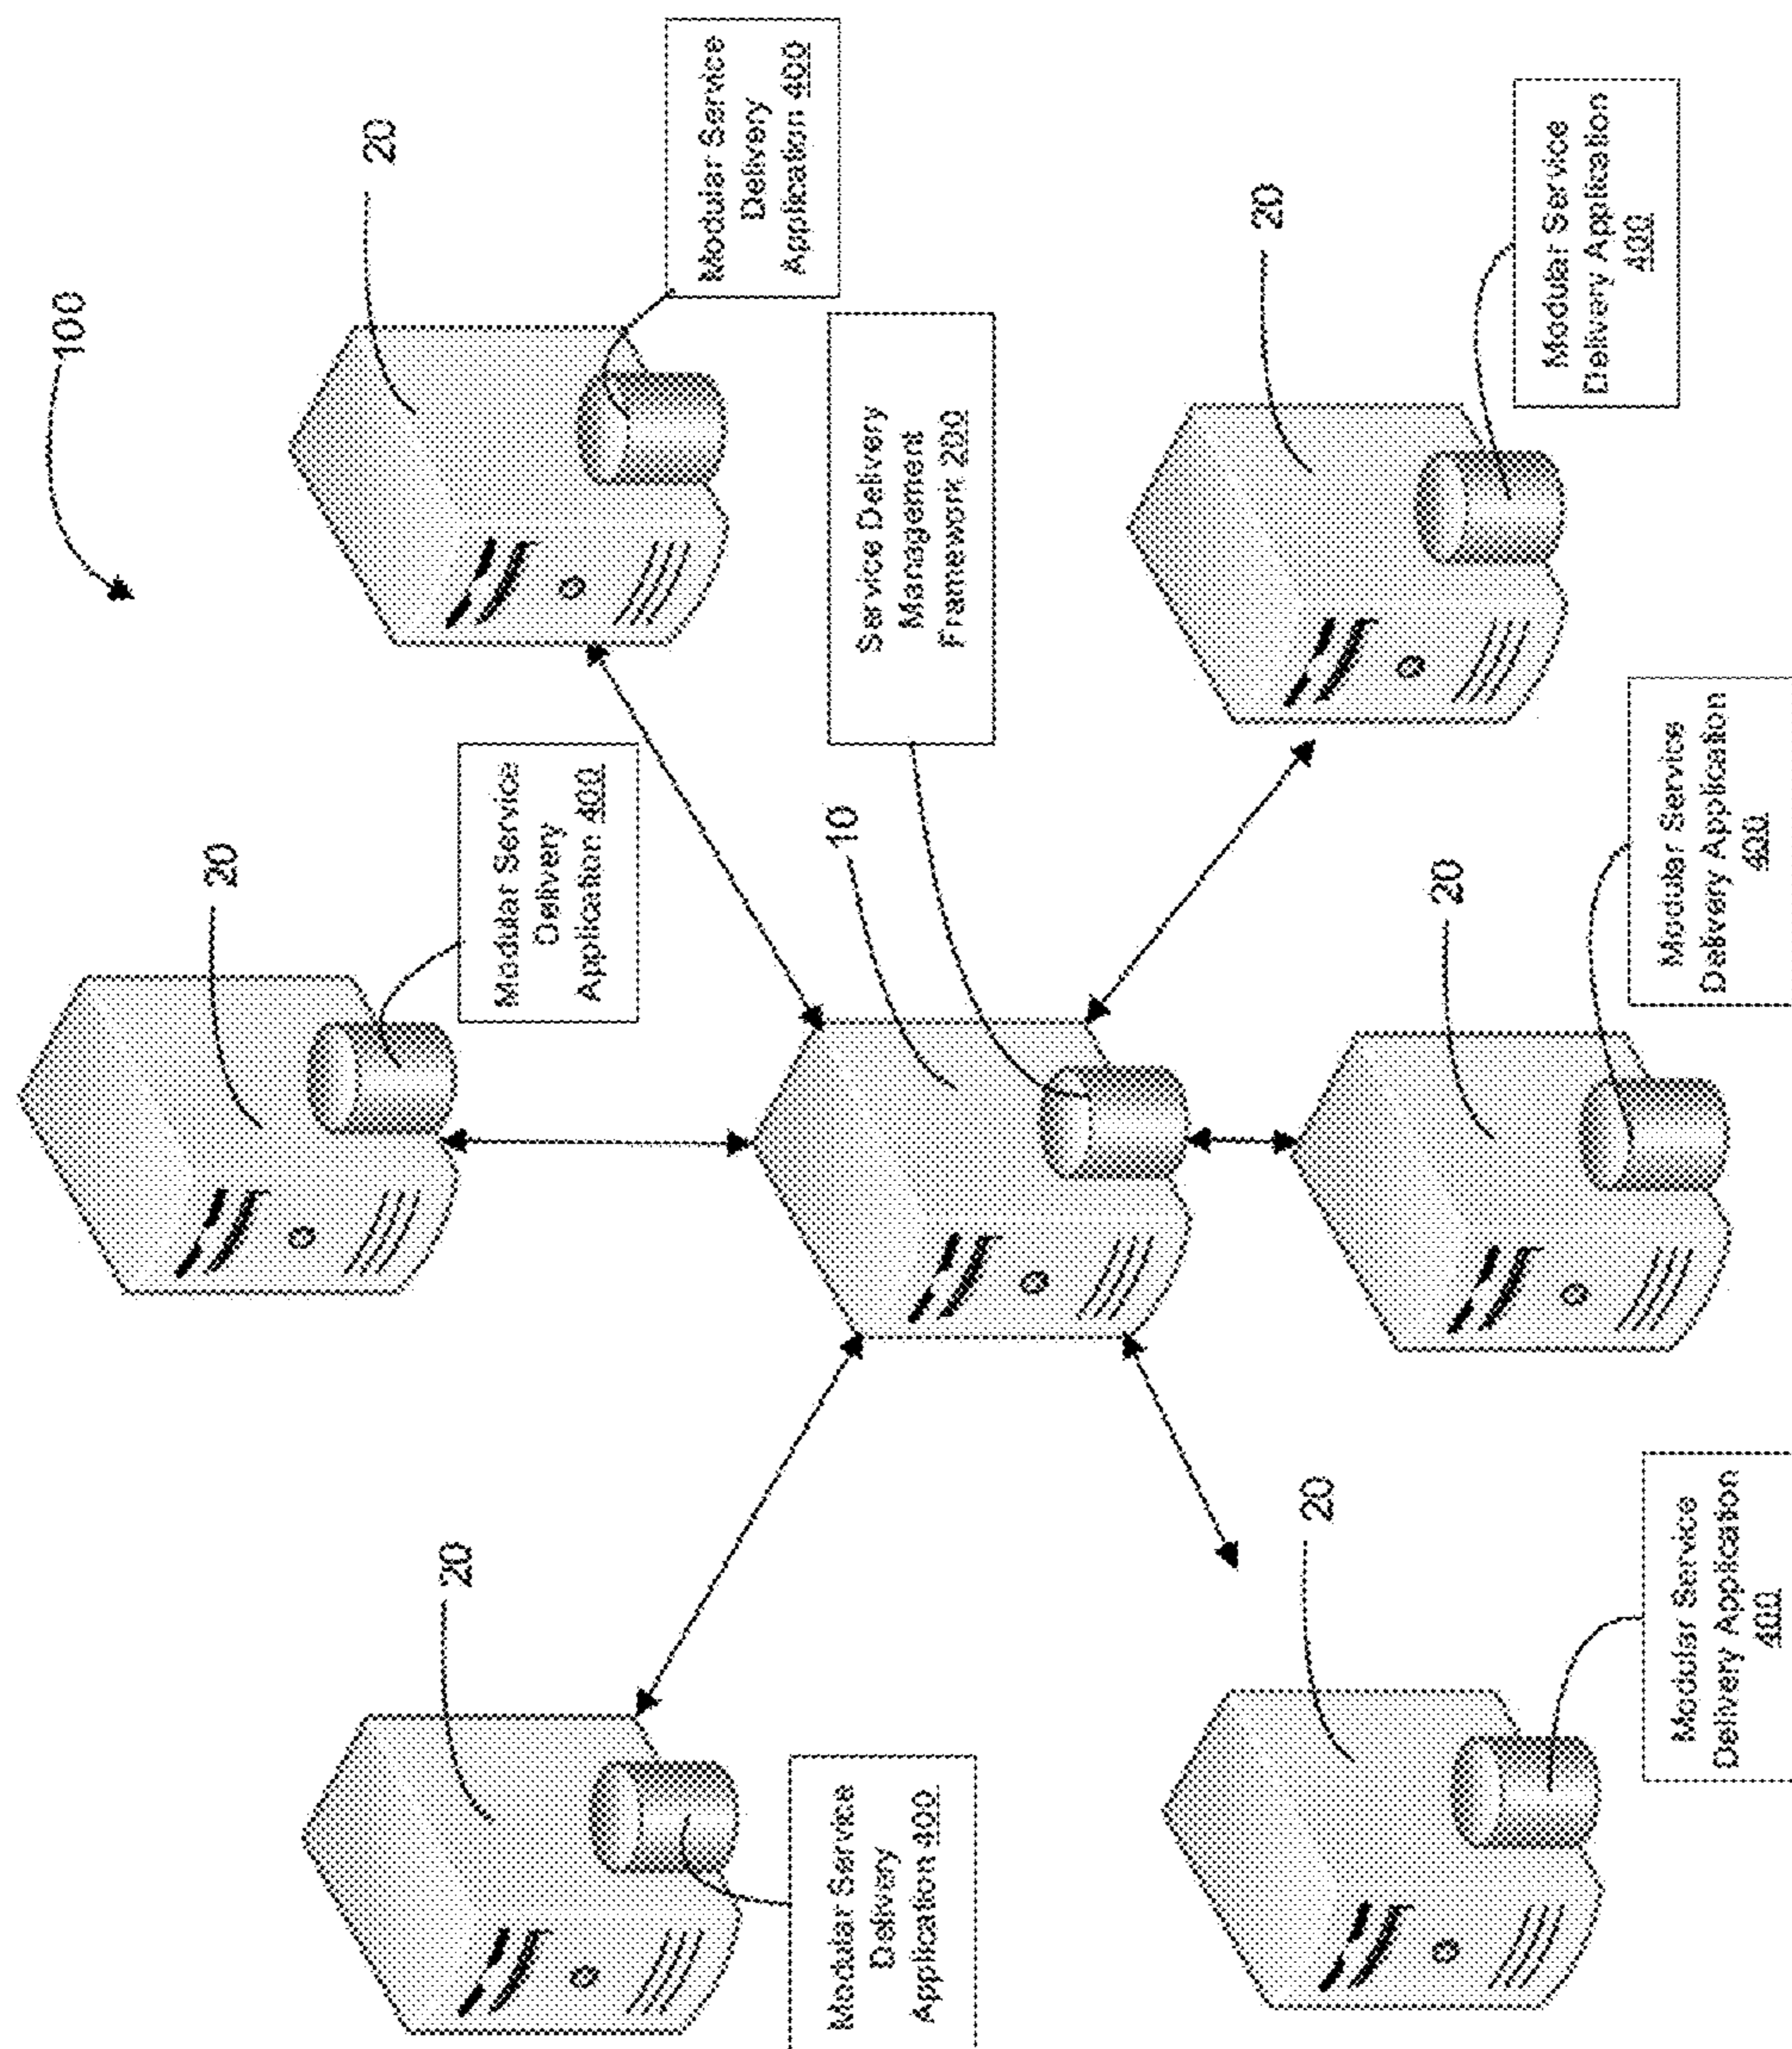 100
20
Modular Service
Delivery
Application 400
20
Modular Service
Delivery
Application 400
20
Modular Service
Delivery
Application 400
10
Service Delivery
Management
Framework 200
20
Modular Service
Delivery Application
400
20
Modular Service
Delivery Application
400
20
Modular Service
Delivery Application
400